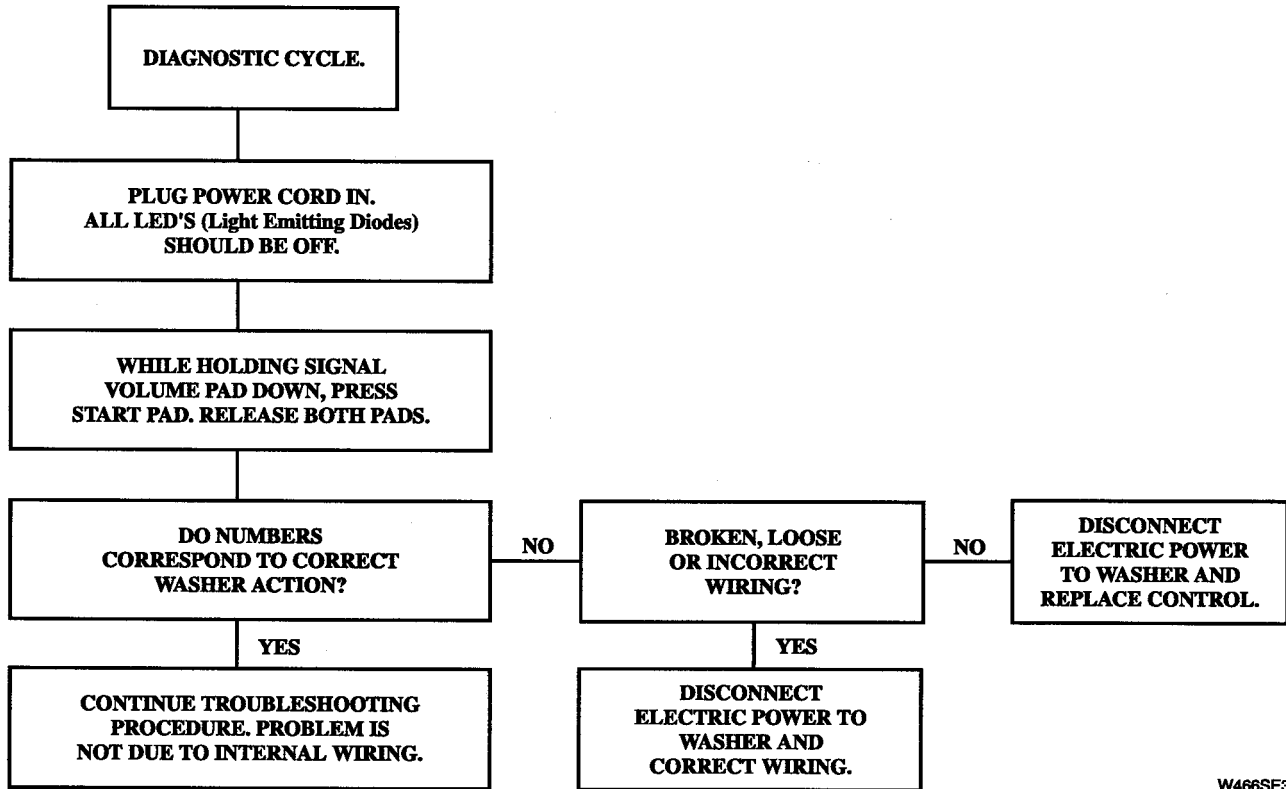 DIAGNOSTIC CYCLE.
PLUG POWER CORD IN.
ALL LED'S (Light Emitting Diodes)
SHOULD BE OFF.
WHILE HOLDING SIGNAL
VOLUME PAD DOWN, PRESS
START PAD. RELEASE BOTH PADS.
DO NUMBERS
CORRESPOND TO CORRECT
WASHER ACTION?
NO
BROKEN, LOOSE
OR INCORRECT
WIRING?
NO
DISCONNECT
ELECTRIC POWER
TO WASHER AND
REPLACE CONTROL.
YES
CONTINUE TROUBLESHOOTING
PROCEDURE. PROBLEM IS
NOT DUE TO INTERNAL WIRING.
YES
DISCONNECT
ELECTRIC POWER TO
WASHER AND
CORRECT WIRING.
W466SE3